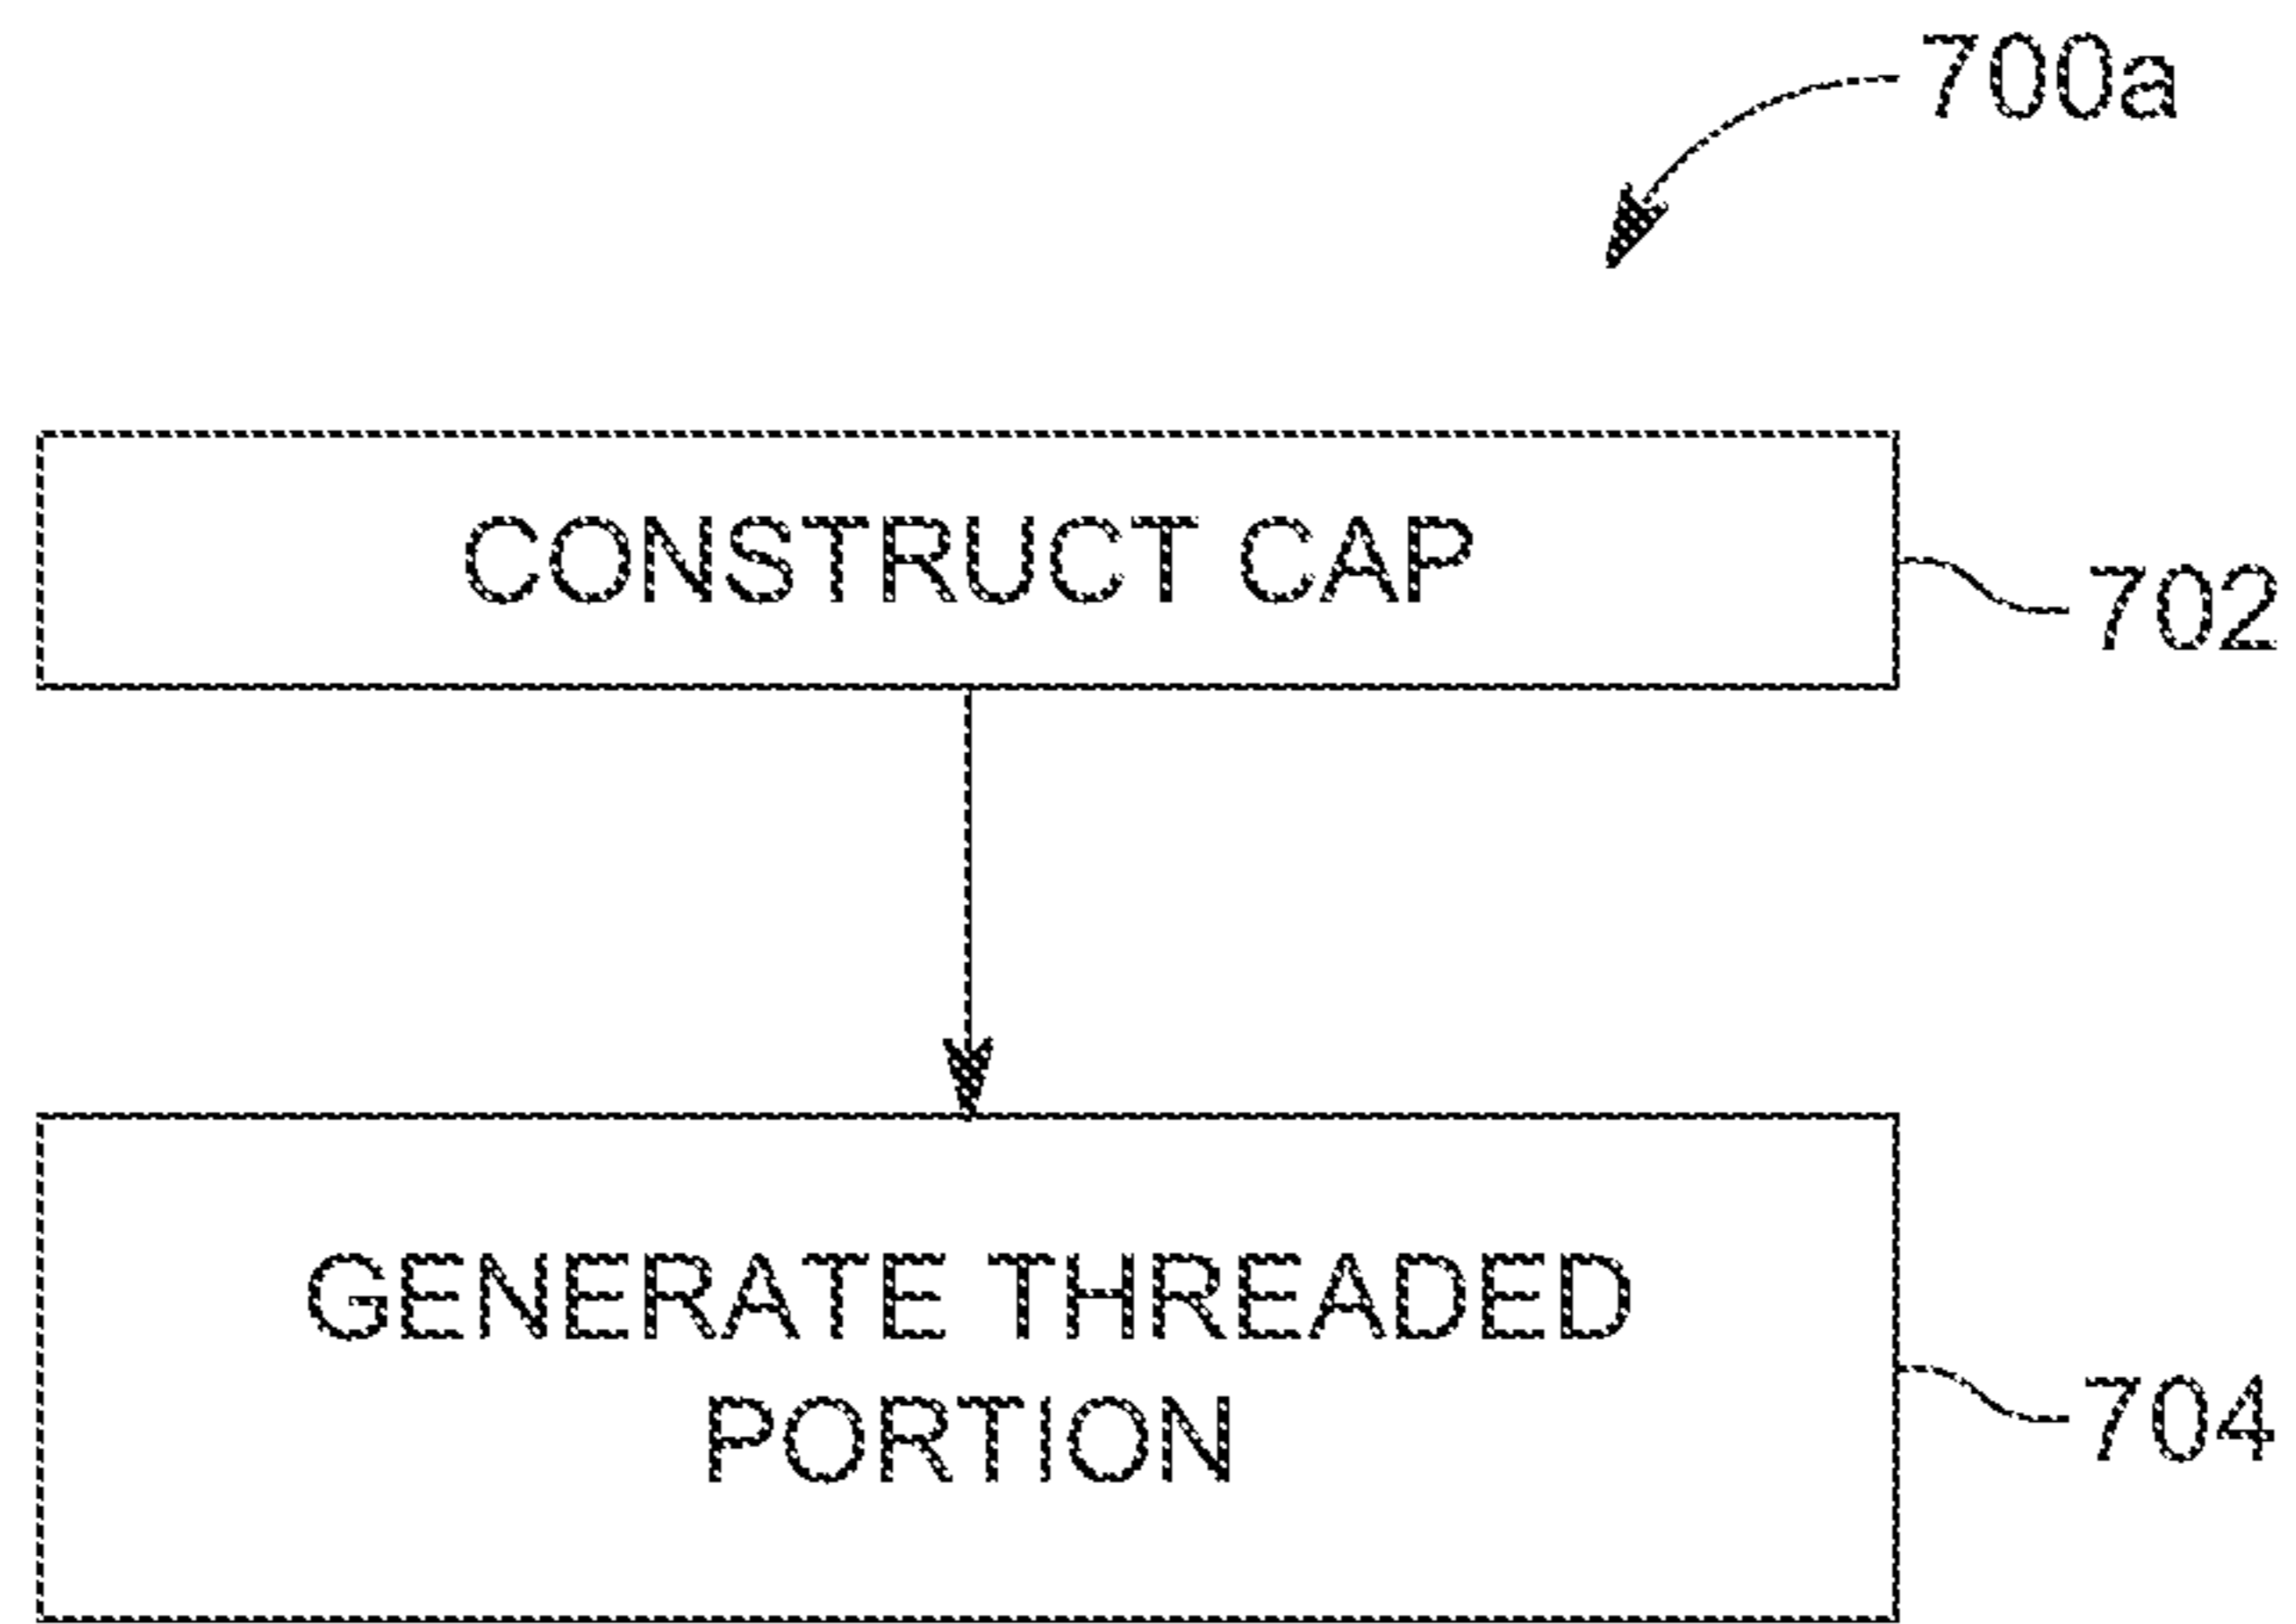 700a
CONSTRUCT CAP
702
GENERATE THREADED
PORTION
704